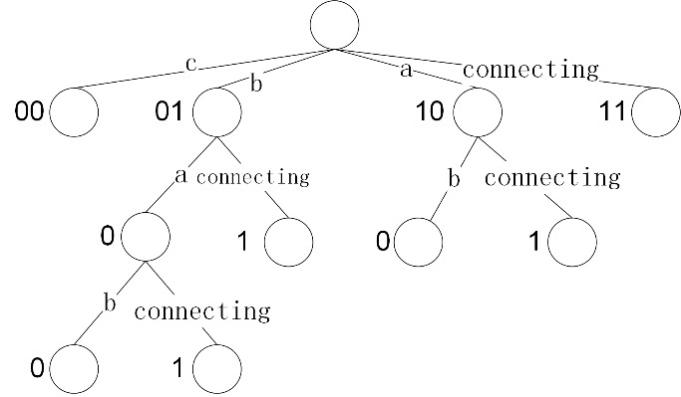 c b a connecting
00 01 10 11
a connecting b connecting
0 1 0 1
b connecting
0 1